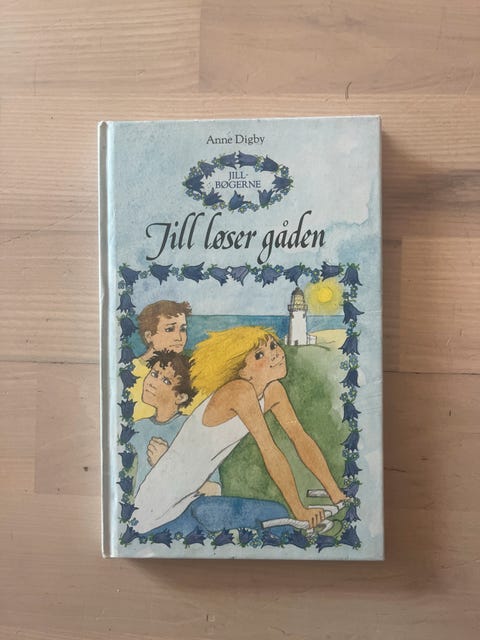 Anne Digby
JILL-
BØGERNE
Jill løser gåden